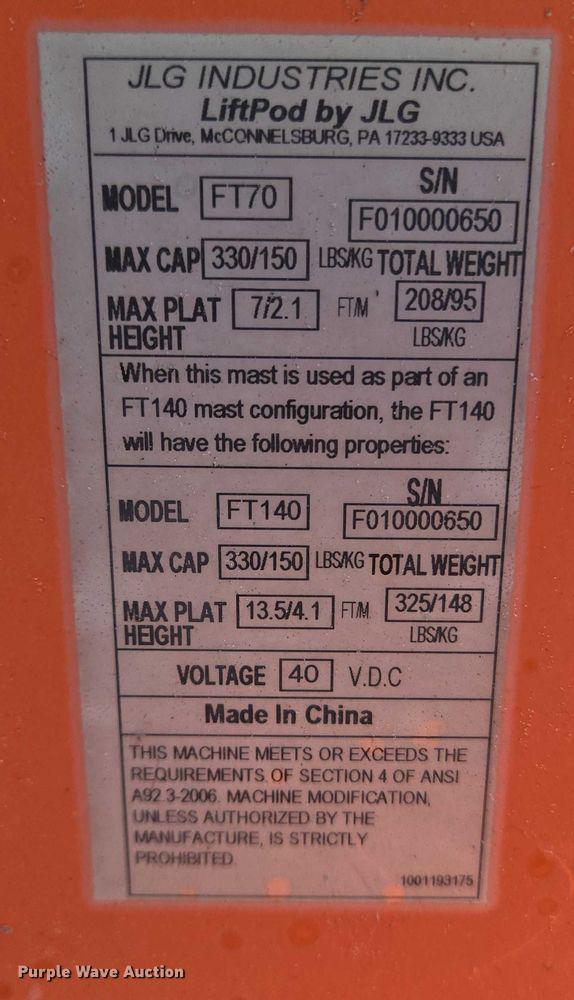 JLG INDUSTRIES INC.
LiftPod by JLG
1 JLG Drive, McCONNELSBURG, PA 17233-9333 USA
MODEL FT70 S/N F010000650
MAX CAP 330/150 LBS/KG TOTAL WEIGHT
MAX PLAT HEIGHT 7/2.1 FT/M 208/95 LBS/KG
When this mast is used as part of an
FT140 mast configuration, the FT140
will have the following properties:
MODEL FT140 S/N F010000650
MAX CAP 330/150 LBS/KG TOTAL WEIGHT
MAX PLAT HEIGHT 13.5/4.1 FT/M 325/148 LBS/KG
VOLTAGE 40 V.D.C
Made In China
THIS MACHINE MEETS OR EXCEEDS THE
REQUIREMENTS OF SECTION 4 OF ANSI
A92.3-2006. MACHINE MODIFICATION,
UNLESS AUTHORIZED BY THE
MANUFACTURE, IS STRICTLY
PROHIBITED.
1001193175
Purple Wave Auction